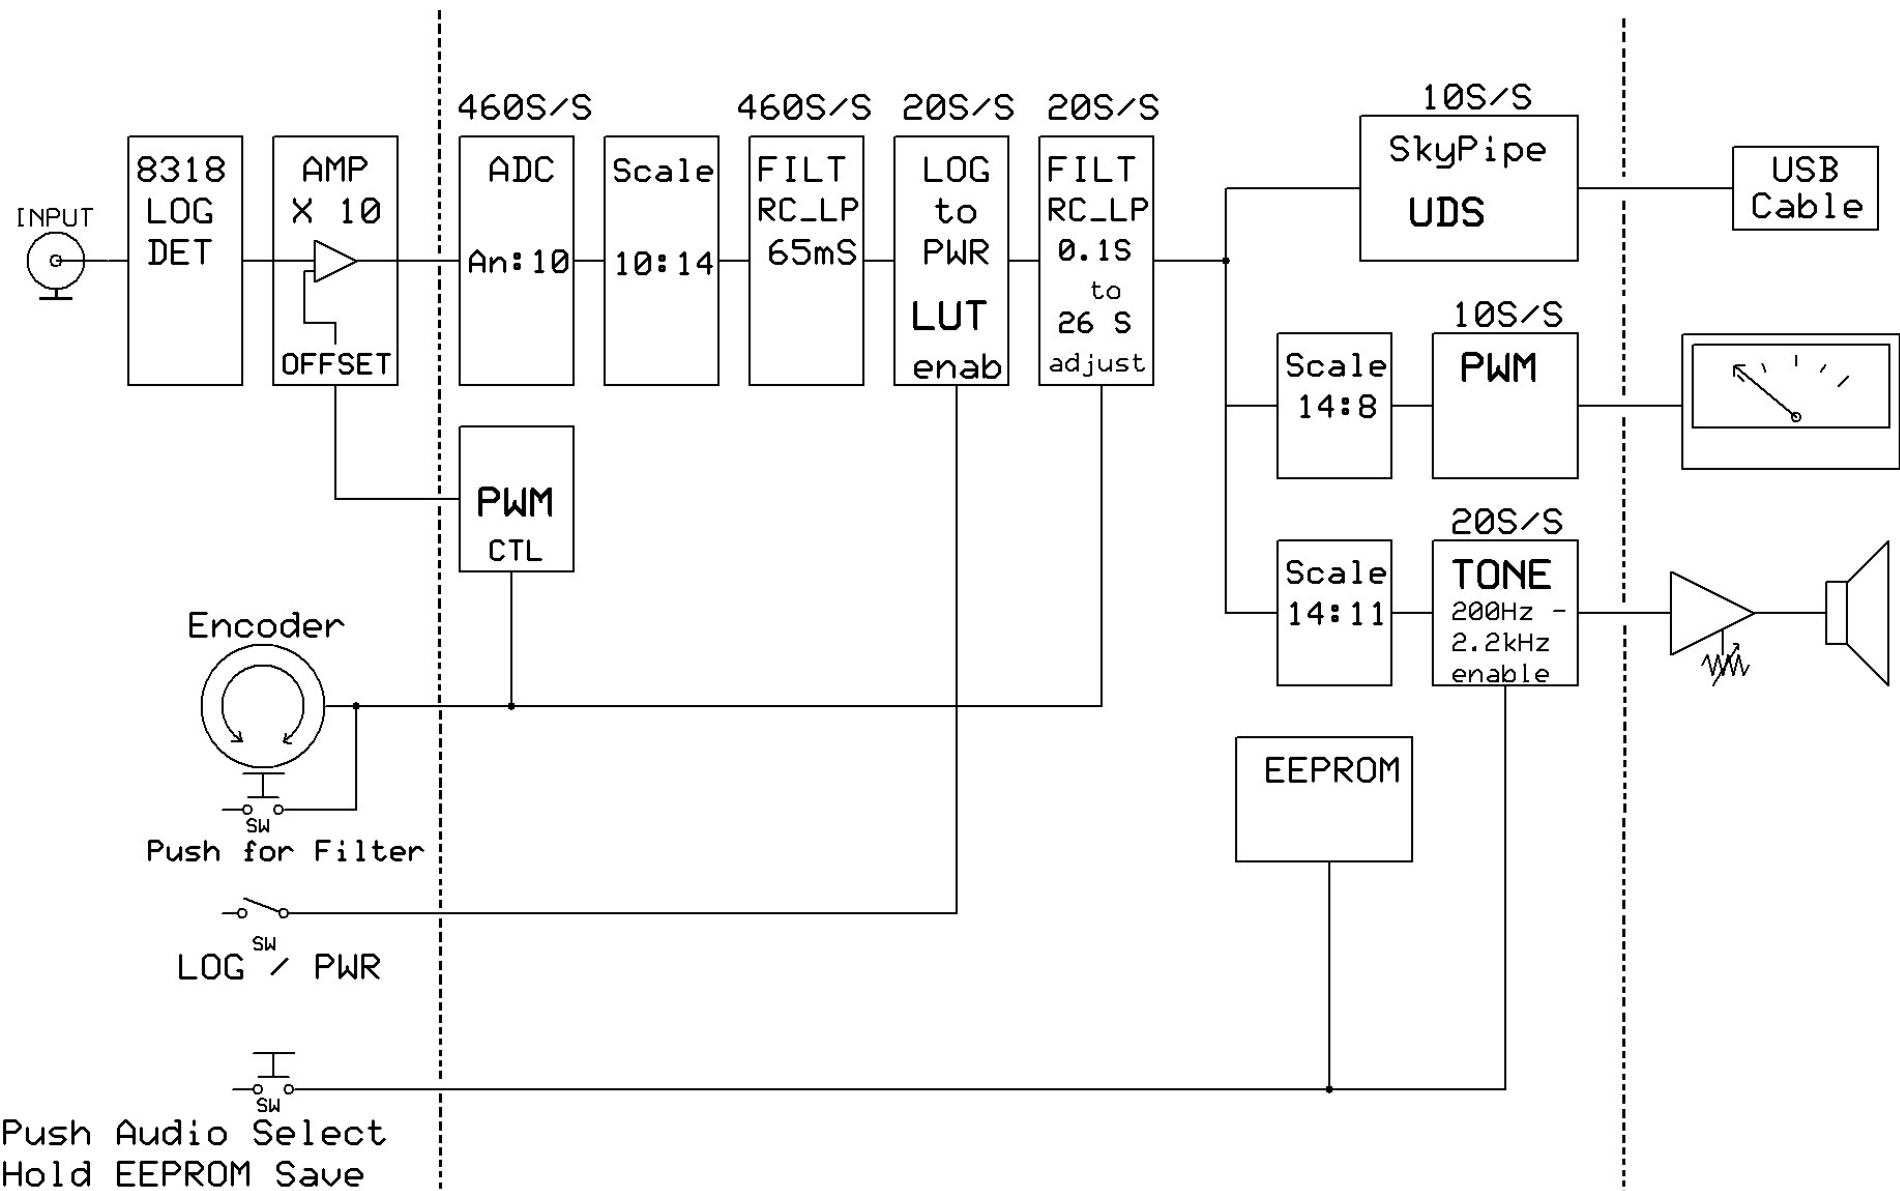 INPUT
8318
LOG
DET
AMP
X 10
OFFSET
460S/S
ADC
An:10
Scale
10:14
460S/S
FILT
RC_LP
65mS
20S/S
LOG
to
PWR
LUT
enab
20S/S
FILT
RC_LP
0.1S
to
26 S
adjust
10S/S
SkyPipe
UDS
USB
Cable
Scale
14:8
10S/S
PWM
Scale
14:11
20S/S
TONE
200Hz -
2.2kHz
enable
PWM
CTL
Encoder
SW
Push for Filter
SW
LOG / PWR
EEPROM
SW
Push Audio Select
Hold EEPROM Save